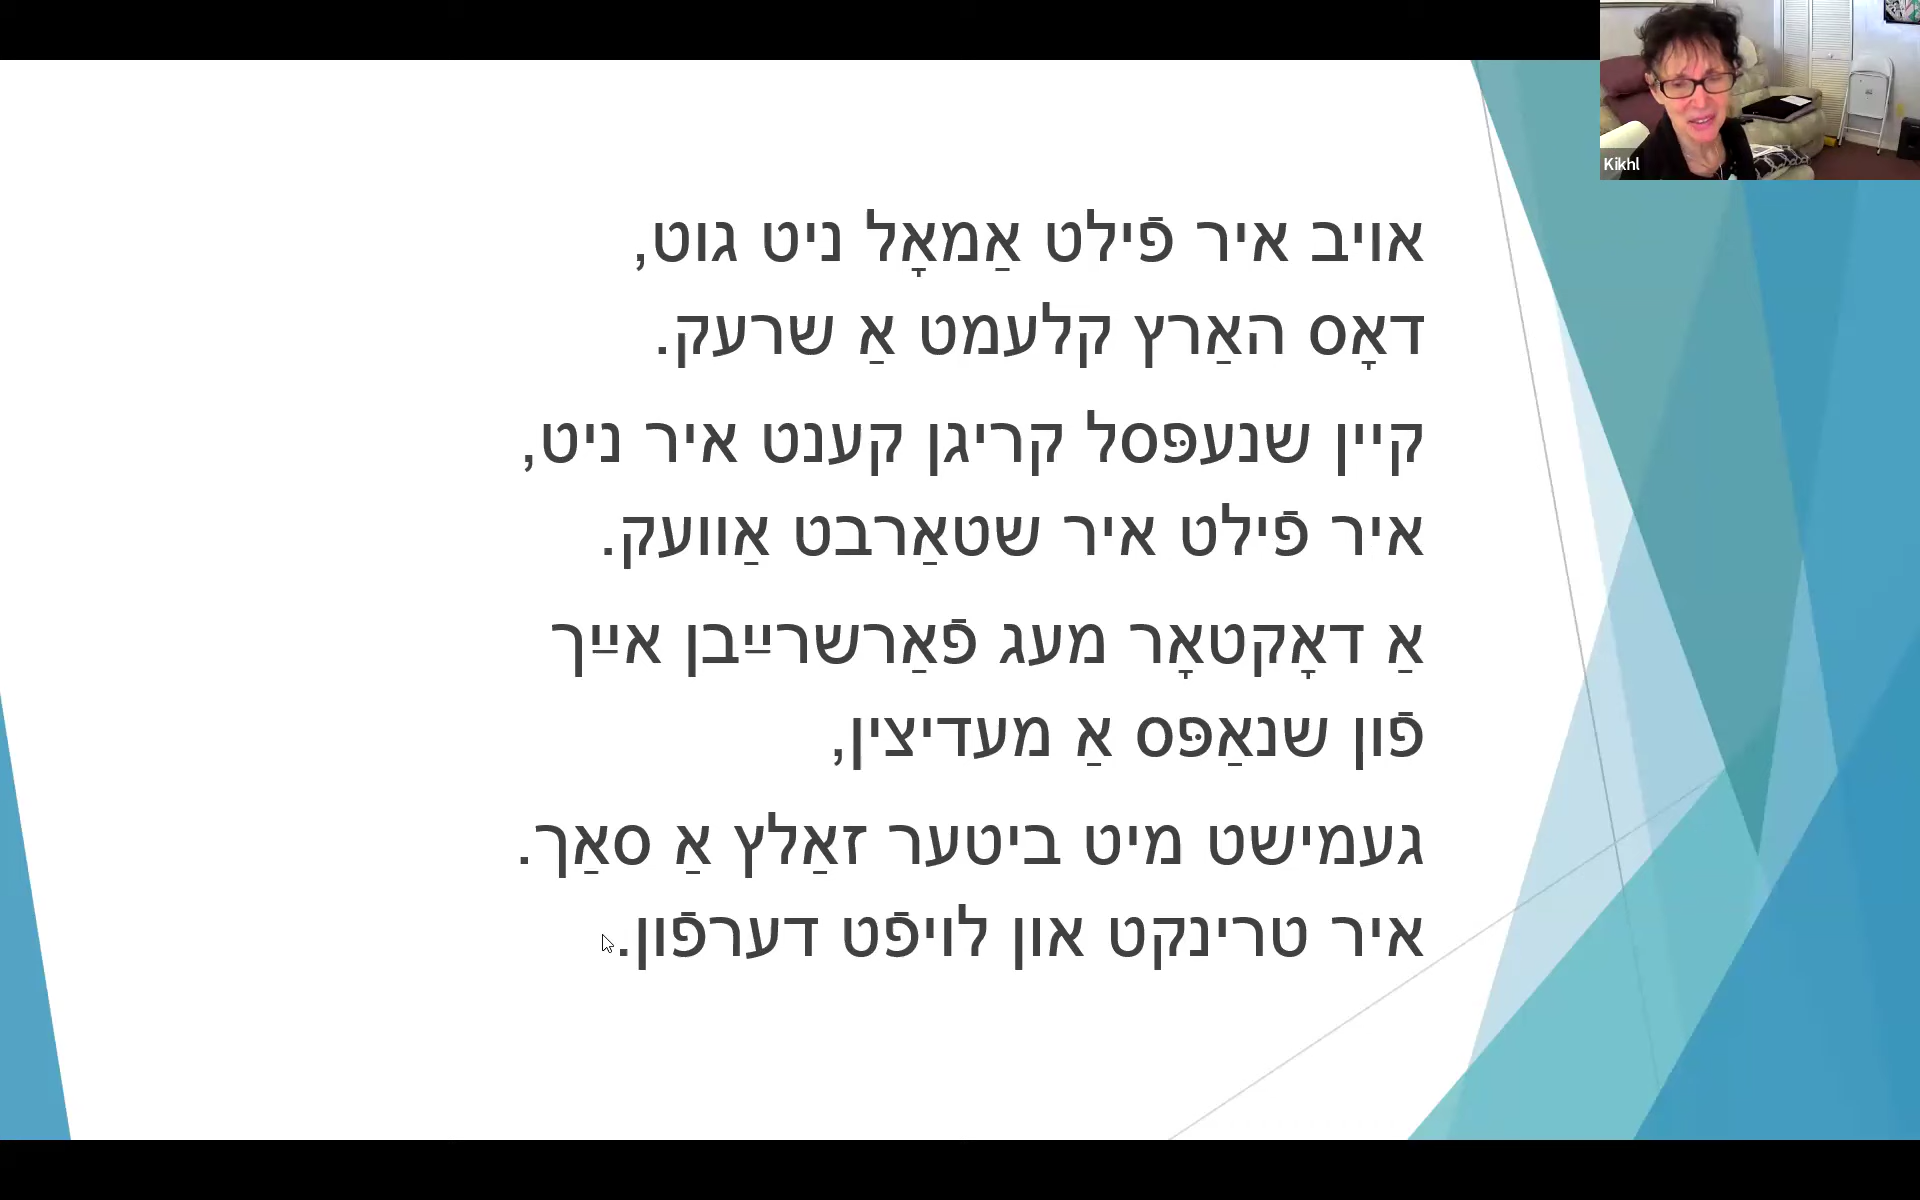 Kikhl
אויב איר פֿילט אַמאָל ניט גוט,
דאָס האַרץ קלעמט אַ שרעק.
קיין שנעפּסל קריגן קענט איר ניט,
איר פֿילט איר שטאַרבט אַוועק.
אַ דאָקטאָר מעג פֿאַרשרײַבן אײַך
פֿון שנאַפּס אַ מעדיצין,
געמישט מיט ביטער זאַלץ אַ סאַך.
איר טרינקט און לויפֿט דערפֿון.